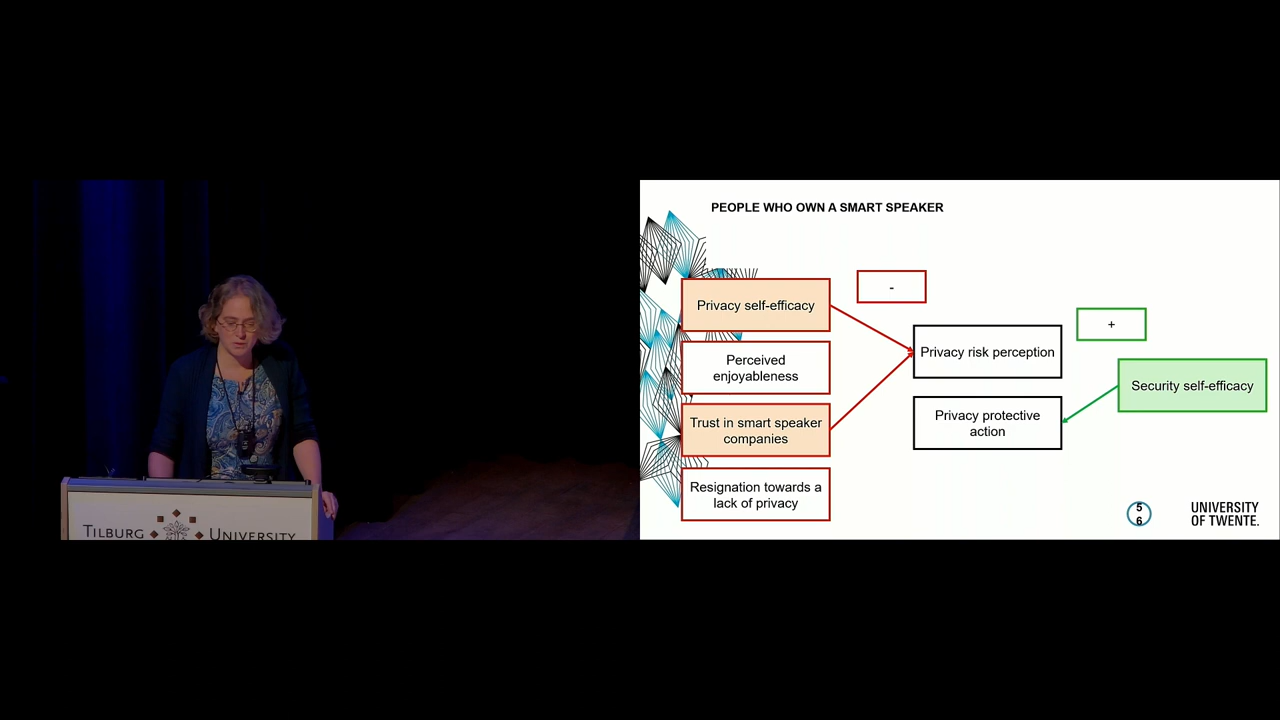 PEOPLE WHO OWN A SMART SPEAKER
Privacy self-efficacy
-
Perceived
enjoyableness
Privacy risk perception
+
Trust in smart speaker
companies
Privacy protective
action
Security self-efficacy
Resignation towards a
lack of privacy
5
6
UNIVERSITY
OF TWENTE.
TILBURG UNIVERSITY